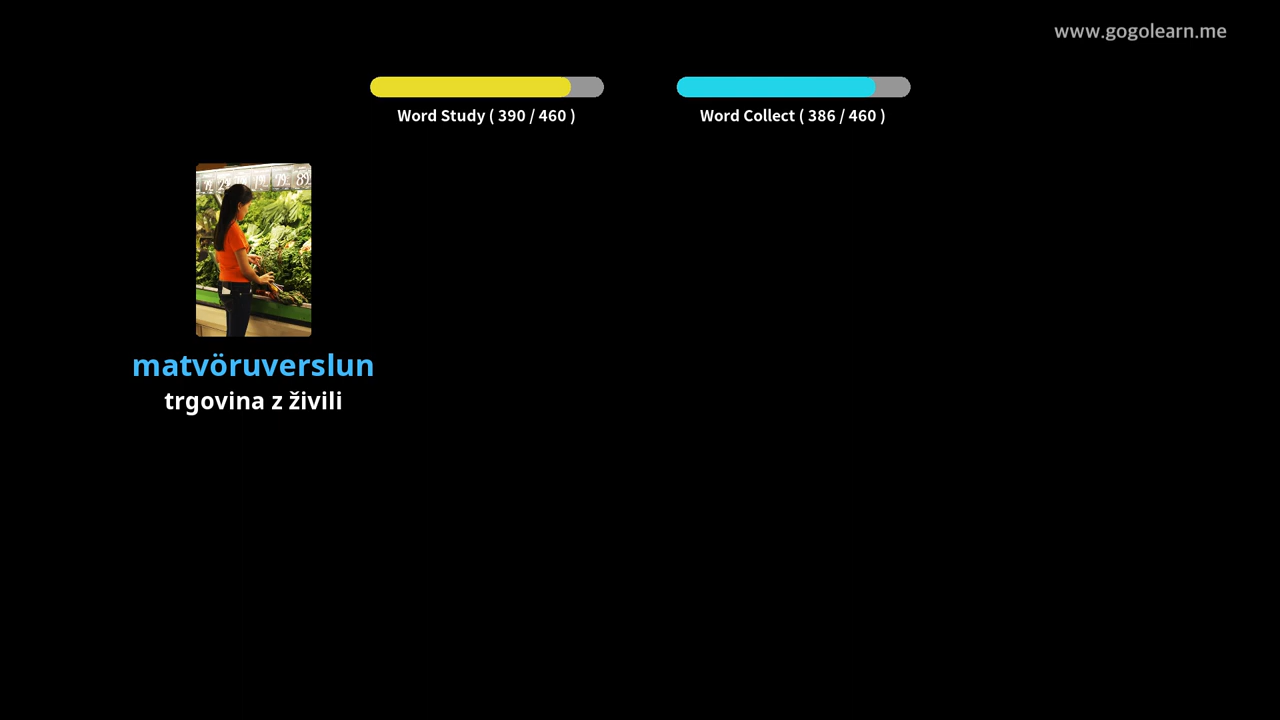 www.gogolearn.me
Word Study ( 390 / 460 )
Word Collect ( 386 / 460 )
matvöruverslun
trgovina z živili